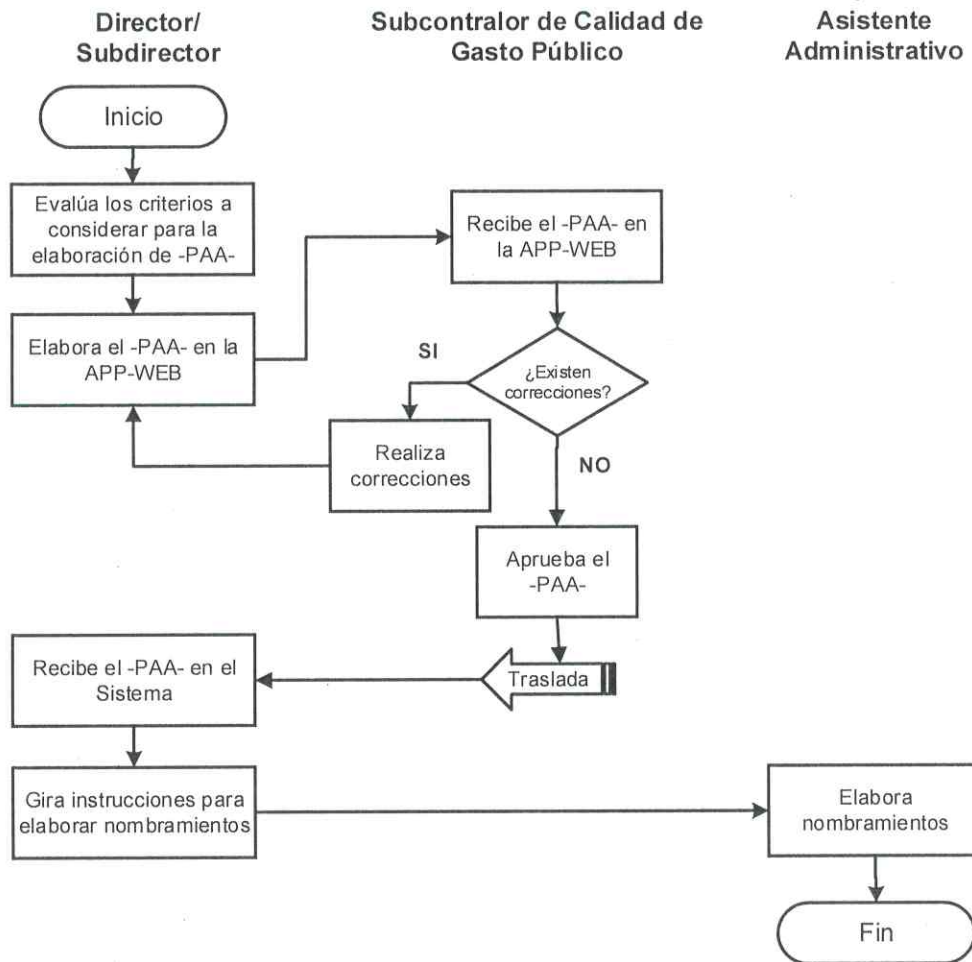 Director/
Subdirector
Subcontralor de Calidad de
Gasto Público
Asistente
Administrativo
Inicio
Evalúa los criterios a
considerar para la
elaboración de -PAA-
Recibe el -PAA- en
la APP-WEB
Elabora el -PAA- en la
APP-WEB
SI
¿Existen
correcciones?
Realiza
correcciones
NO
Aprueba el
-PAA-
Traslada
Recibe el -PAA- en el
Sistema
Gira instrucciones para
elaborar nombramientos
Elabora
nombramientos
Fin